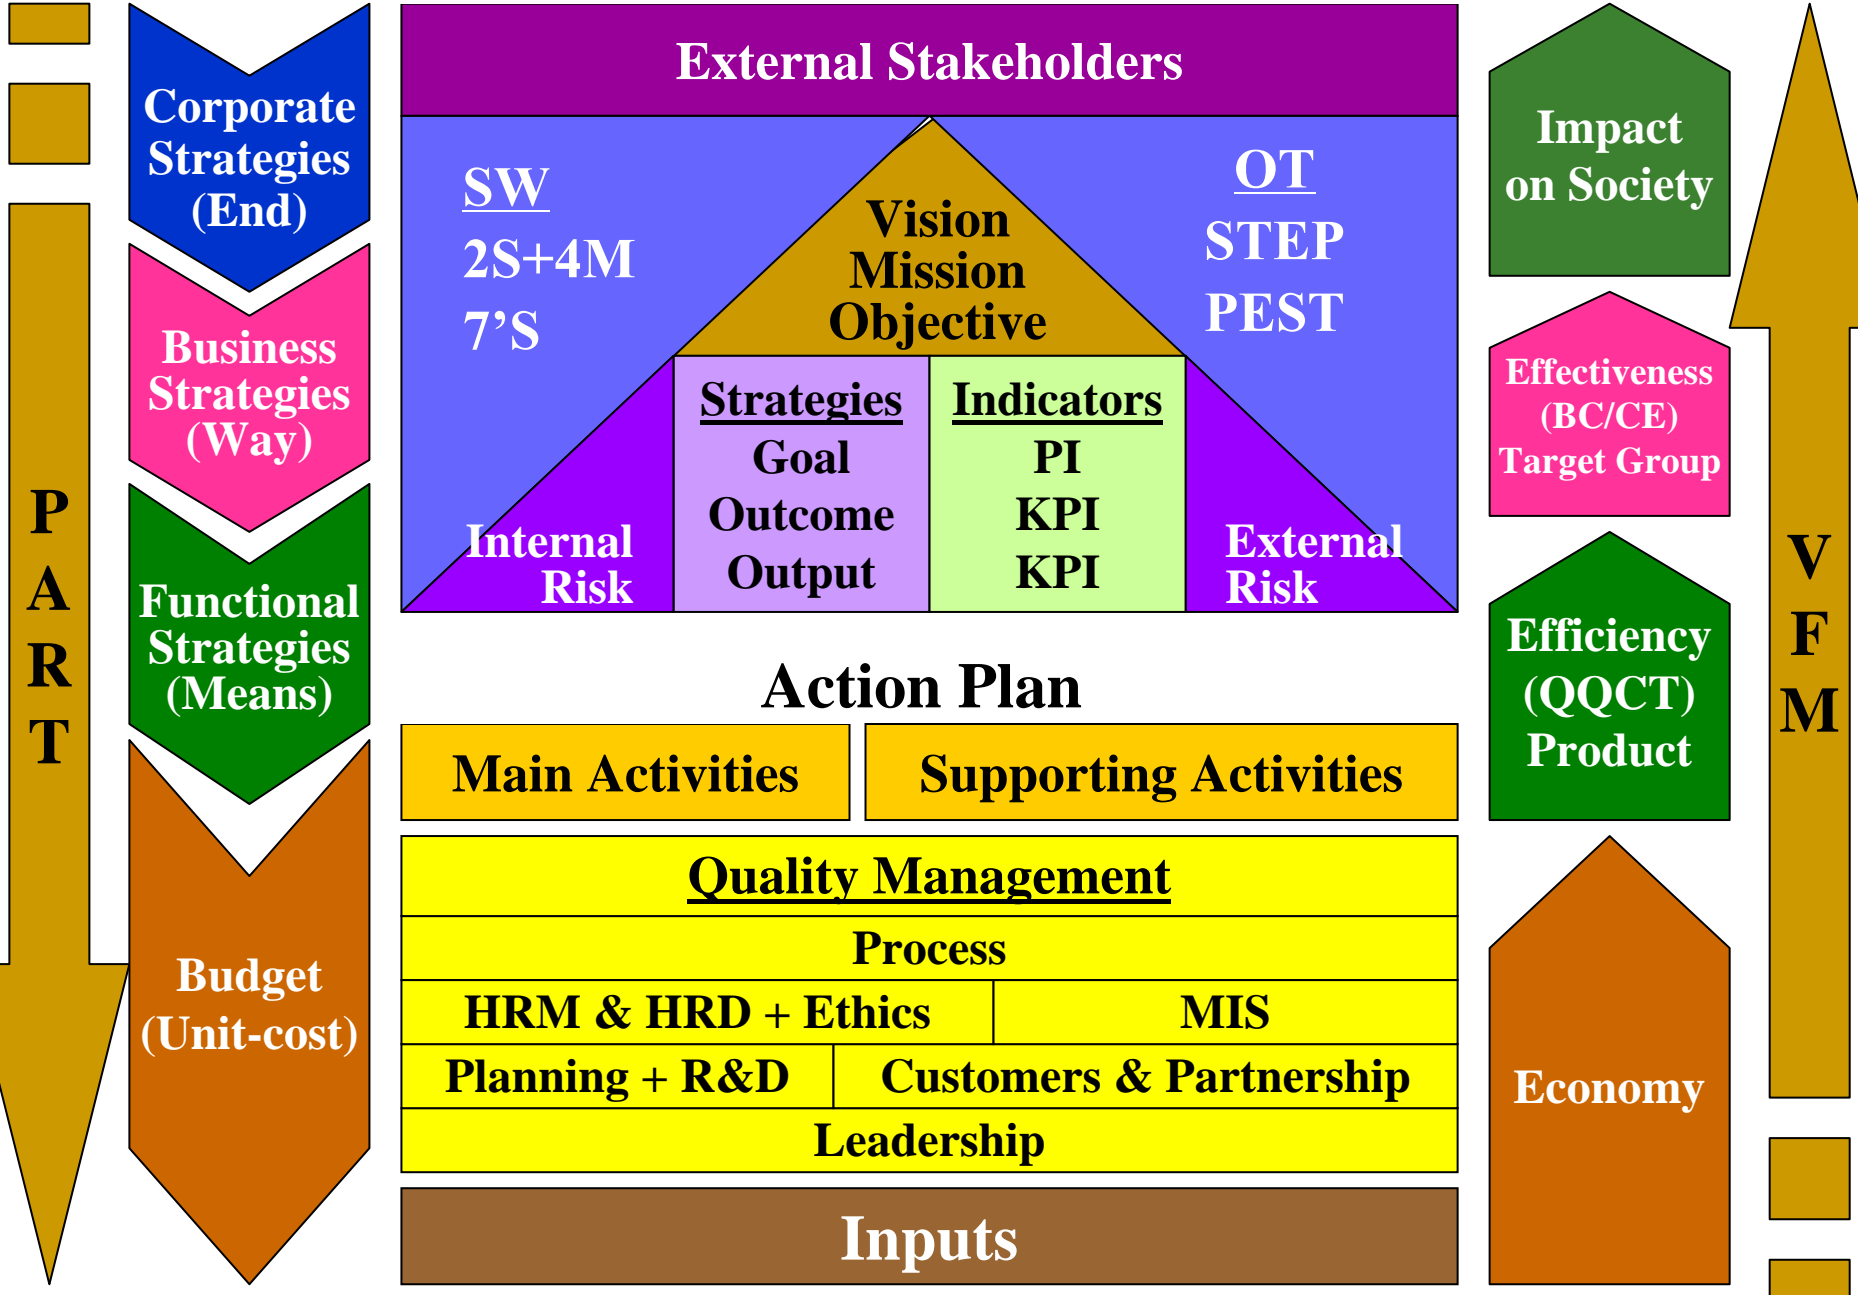 P
A
R
T
Corporate
Strategies
(End)
Business
Strategies
(Way)
Functional
Strategies
(Means)
Budget
(Unit-cost)
External Stakeholders
SW
2S+4M
7’S
Vision
Mission
Objective
OT
STEP
PEST
Internal
Risk
Strategies
Goal
Outcome
Output
Indicators
PI
KPI
KPI
External
Risk
Action Plan
Main Activities
Supporting Activities
Quality Management
Process
HRM & HRD + Ethics
MIS
Planning + R&D
Customers & Partnership
Leadership
Inputs
Impact
on Society
Effectiveness
(BC/CE)
Target Group
Efficiency
(QQCT)
Product
Economy
V
F
M